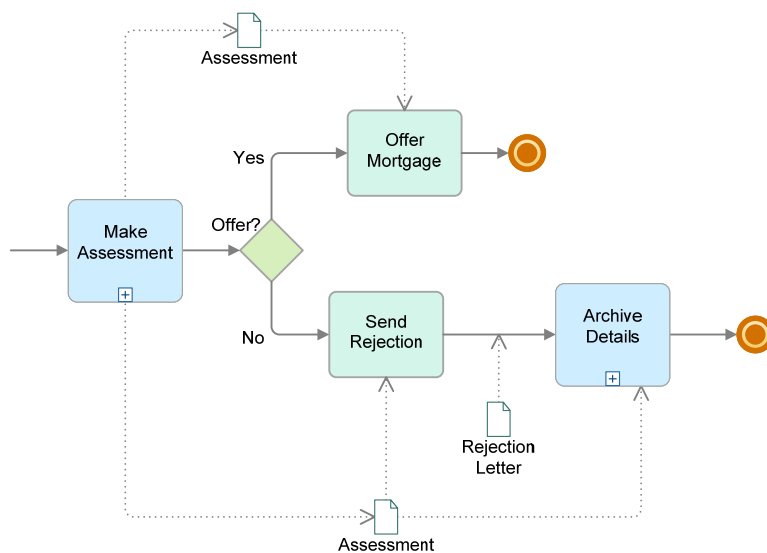 Assessment
Offer
Mortgage
Yes
Make
Assessment
Offer?
No
Send
Rejection
Archive
Details
Rejection
Letter
Assessment